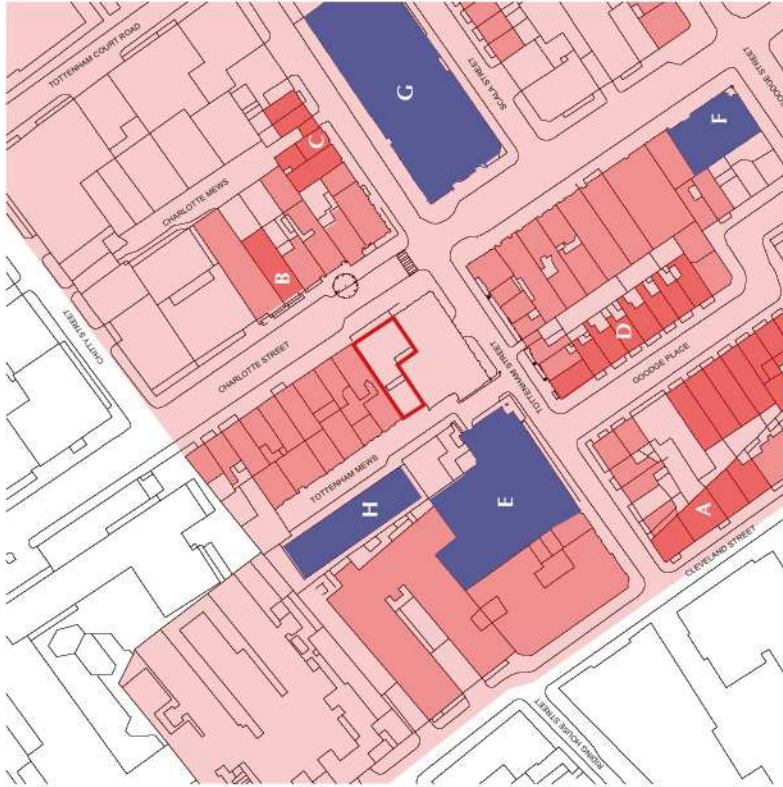 TOTTENHAM COURT ROAD
G
SCALA STREET
GOODGE STREET
C
F
CHARLOTTE MEWS
B
CHITTY STREET
CHARLOTTE STREET
TOTTENHAM STREET
D
GOODGE PLACE
TOTTENHAM MEWS
H
E
A
CLEVELAND STREET
RIDING HOUSE STREET